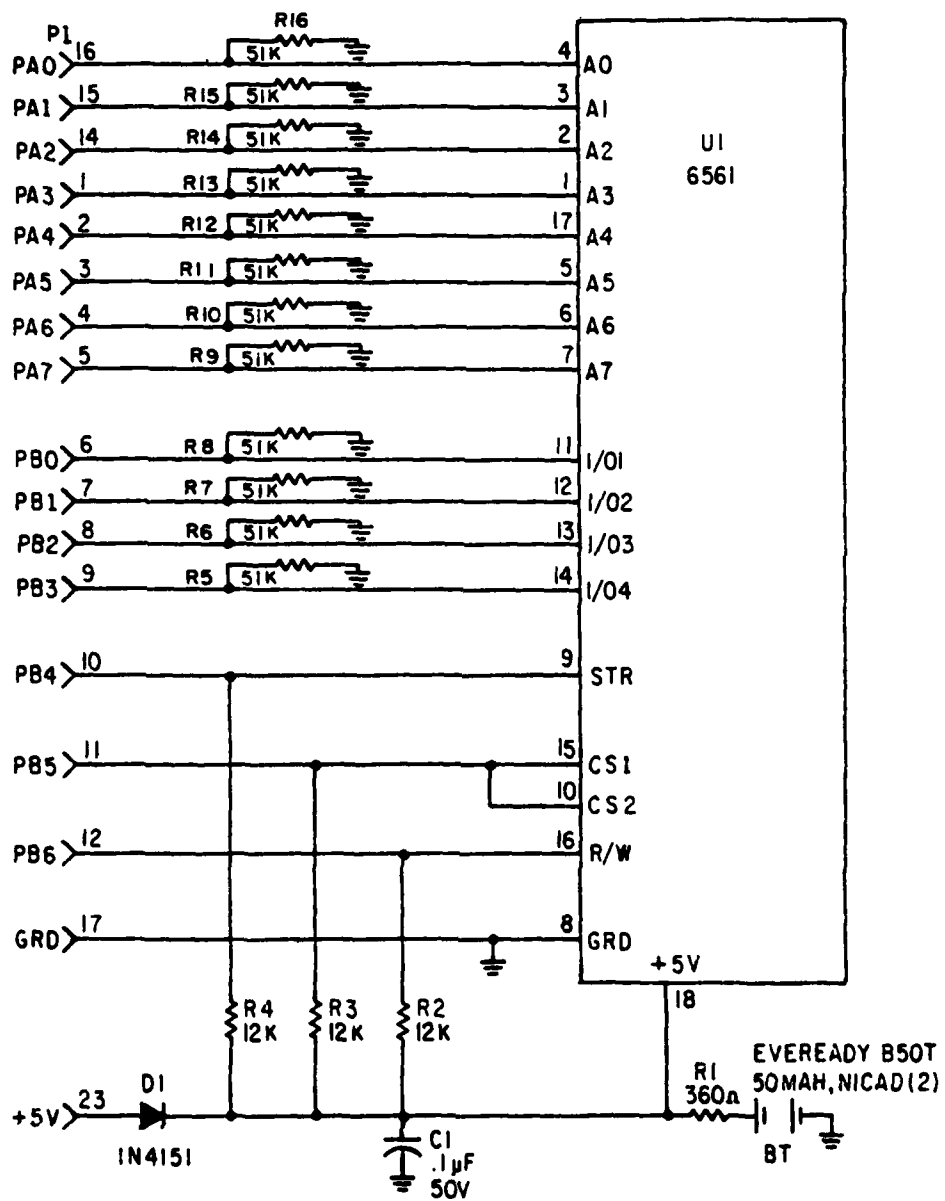 P1
R16
PA0 16 51K 4 A0
PA1 15 R15 51K 3 A1
PA2 14 R14 51K 2 A2
U1
6561
PA3 1 R13 51K 1 A3
PA4 2 R12 51K 17 A4
PA5 3 R11 51K 5 A5
PA6 4 R10 51K 6 A6
PA7 5 R9 51K 7 A7
PB0 6 R8 51K 11 I/O1
PB1 7 R7 51K 12 I/O2
PB2 8 R6 51K 13 I/O3
PB3 9 R5 51K 14 I/O4
PB4 10 9 STR
PB5 11 15 CS1
10 CS2
PB6 12 16 R/W
GRD 17 8 GRD
+5V
18
R4 R3 R2
12K 12K 12K
EVEREADY B50T
50MAH, NICAD(2)
R1
360Ω
D1
+5V 23
1N4151
C1
.1µF
50V
BT